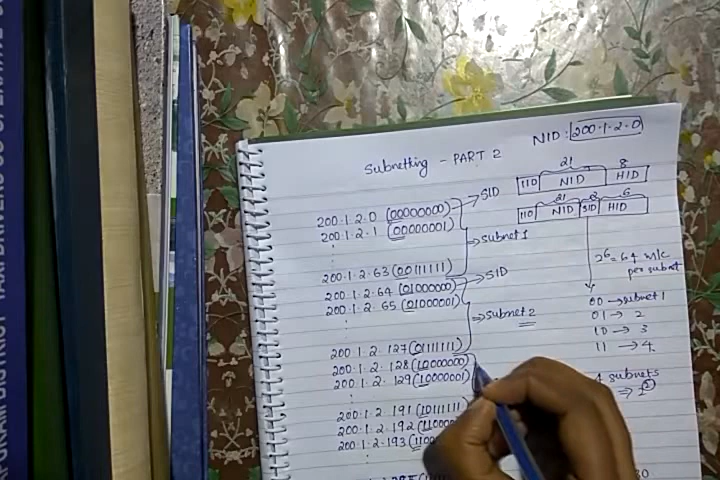 Subnetting - PART 2
NID : 200.1.2.0
21 8
110 NID HID
21 2 6
110 NID SID HID
200.1.2.0 (00000000) → SID
200.1.2.1 (00000001)
⇒ subnet 1
200.1.2.63 (00111111)
200.1.2.64 (01000000) ⇒ SID
200.1.2.65 (01000001)
⇒ subnet 2
200.1.2.127 (01111111)
200.1.2.128 (10000000)
200.1.2.129 (10000001)
200.1.2.191 (10111111)
200.1.2.192 (11000
200.1.2.193 (1100
2^6 = 64 m/c
per subnet
00 → subnet 1
01 → 2
10 → 3
11 → 4
4 subnets